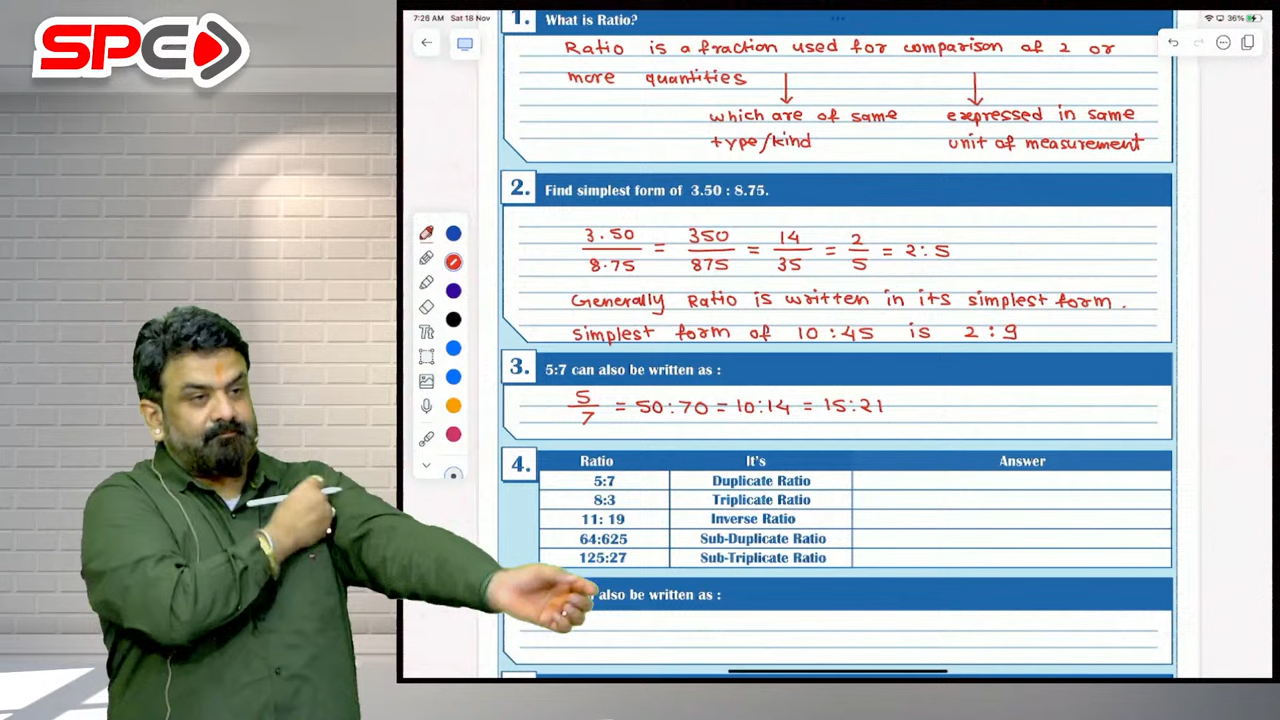 SPE
7:26 AM Sat 18 Nov
36%
1. What is Ratio?
Ratio is a fraction used for comparison of 2 or
more quantities
which are of same
type/kind
expressed in same
unit of measurement
2. Find simplest form of 3.50 : 8.75.
3.50/8.75 = 350/875 = 14/35 = 2/5 = 2:5
Generally Ratio is written in its simplest form.
simplest form of 10:45 is 2:9
3. 5:7 can also be written as :
5/7 = 50:70 = 10:14 = 15:21
4. Ratio It's Answer
5:7 Duplicate Ratio
8:3 Triplicate Ratio
11: 19 Inverse Ratio
64:625 Sub-Duplicate Ratio
125:27 Sub-Triplicate Ratio
also be written as :